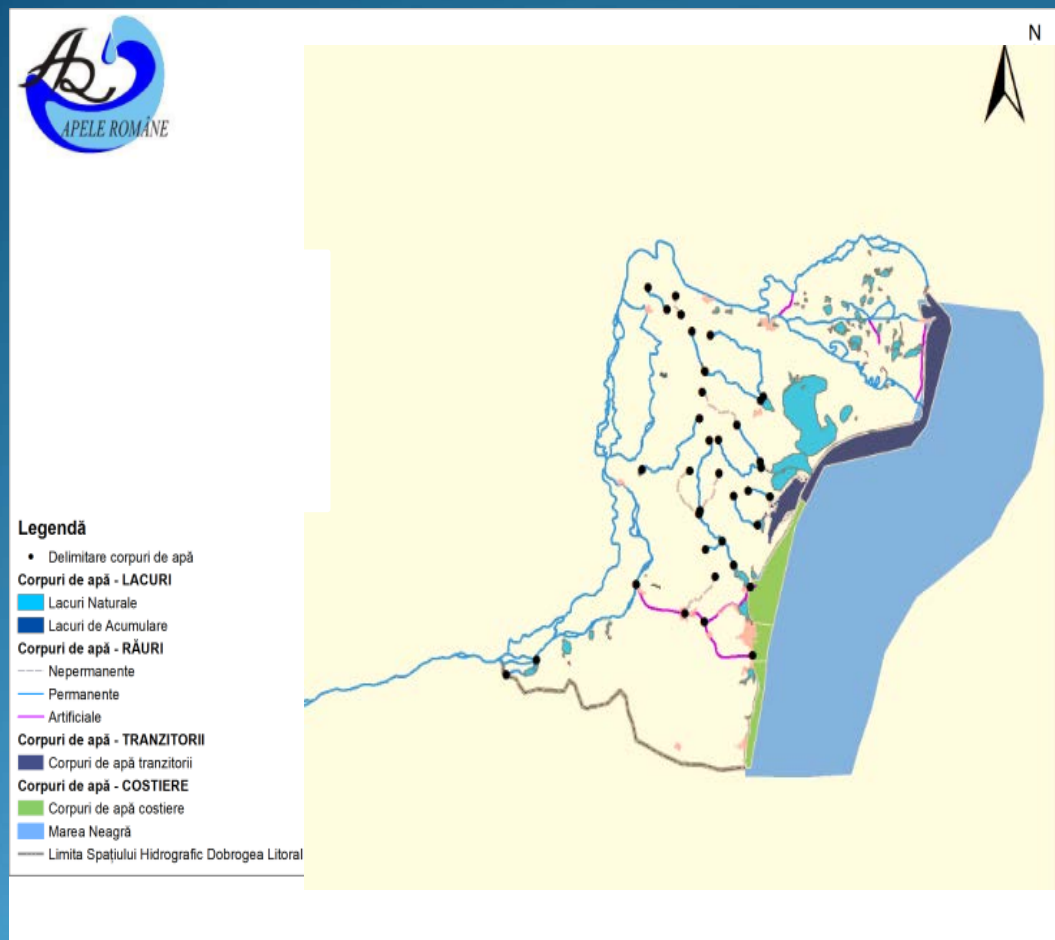 APELE ROMÂNE
N
Legendă
Delimitare corpuri de apă
Corpuri de apă - LACURI
Lacuri Naturale
Lacuri de Acumulare
Corpuri de apă - RĂURI
Nepermanente
Permanente
Artificiale
Corpuri de apă - TRANZITORII
Corpuri de apă tranzitorii
Corpuri de apă - COSTIERE
Corpuri de apă costiere
Marea Neagră
Limita Spațiului Hidrografic Dobrogea Litoral